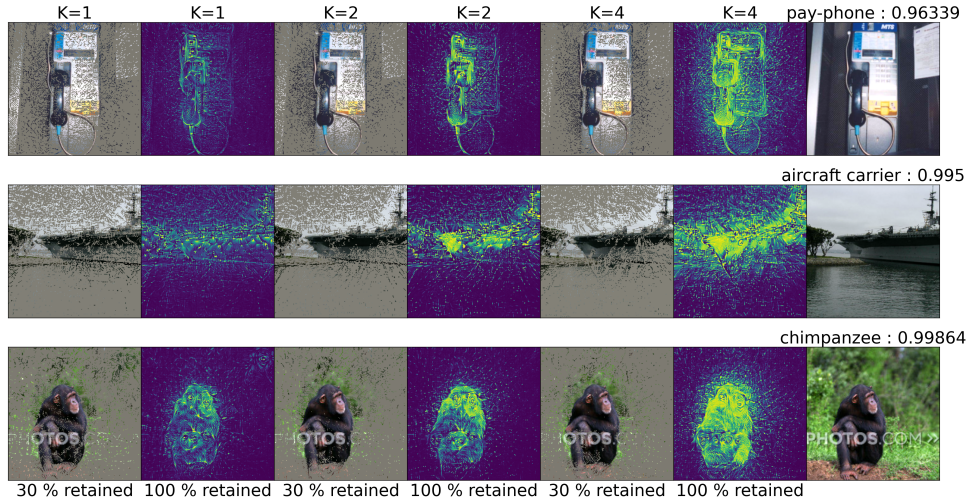 K=1 K=1 K=2 K=2 K=4 K=4 pay-phone : 0.96339
aircraft carrier : 0.995
chimpanzee : 0.99864
PHOTOS.COM»
30 % retained 100 % retained 30 % retained 100 % retained 30 % retained 100 % retained